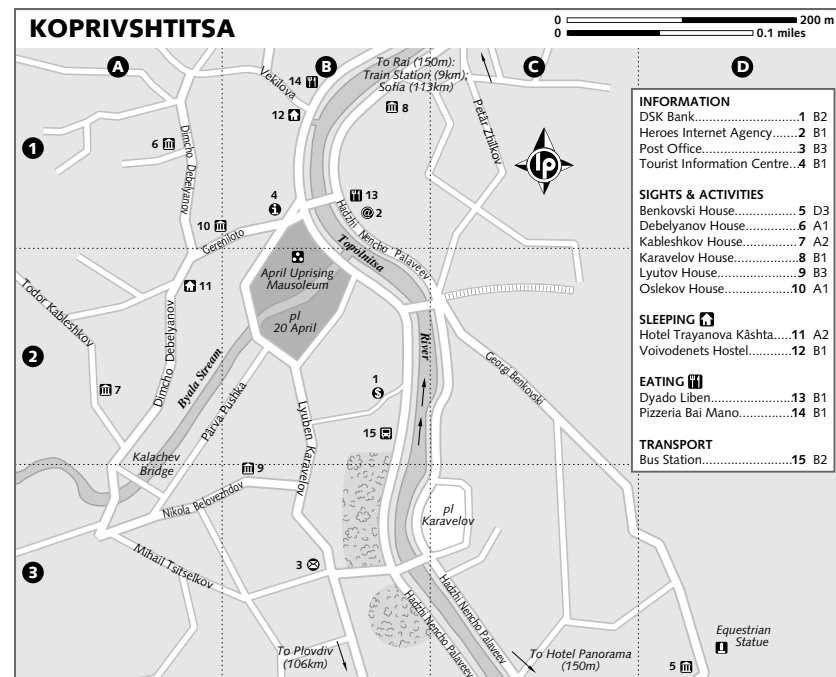 KOPRIVSHTITSA
0 200 m
0 0.1 miles
A
B
C
D
1
2
3
To Rai (150m);
Train Station (9km);
Sofia (113km)
Vekilova
14
12
8
Petâr Zhilkov
lp
6
Dimcho Debelyanov
4
13
@ 2
10
Gereniloto
Hadzhi Nencho Palaveev
Topolnitsa
River
April Uprising
Mausoleum
pl
20 April
11
Todor Kableshkov
Dimcho Debelyanov
Byala Stream
Pârva Pushka
7
Lyuben Karavelov
1
$
15
Georgi Benkovski
Kalachev
Bridge
9
Nikola Belovezhdov
pl
Karavelov
Mihail Tsitselkov
3
Hadzhi Nencho Palaveev
Hadzhi Nencho Palaveev
To Plovdiv
(106km)
To Hotel Panorama
(150m)
Equestrian
Statue
5
INFORMATION
DSK Bank..............................1 B2
Heroes Internet Agency........2 B1
Post Office............................3 B3
Tourist Information Centre...4 B1
SIGHTS & ACTIVITIES
Benkovski House................. 5 D3
Debelyanov House...............6 A1
Kableshkov House...............7 A2
Karavelov House..................8 B1
Lyutov House.......................9 B3
Oslekov House...................10 A1
SLEEPING
Hotel Trayanova Kâshta.....11 A2
Voivodenets Hostel............12 B1
EATING
Dyado Liben.......................13 B1
Pizzeria Bai Mano...............14 B1
TRANSPORT
Bus Station.........................15 B2